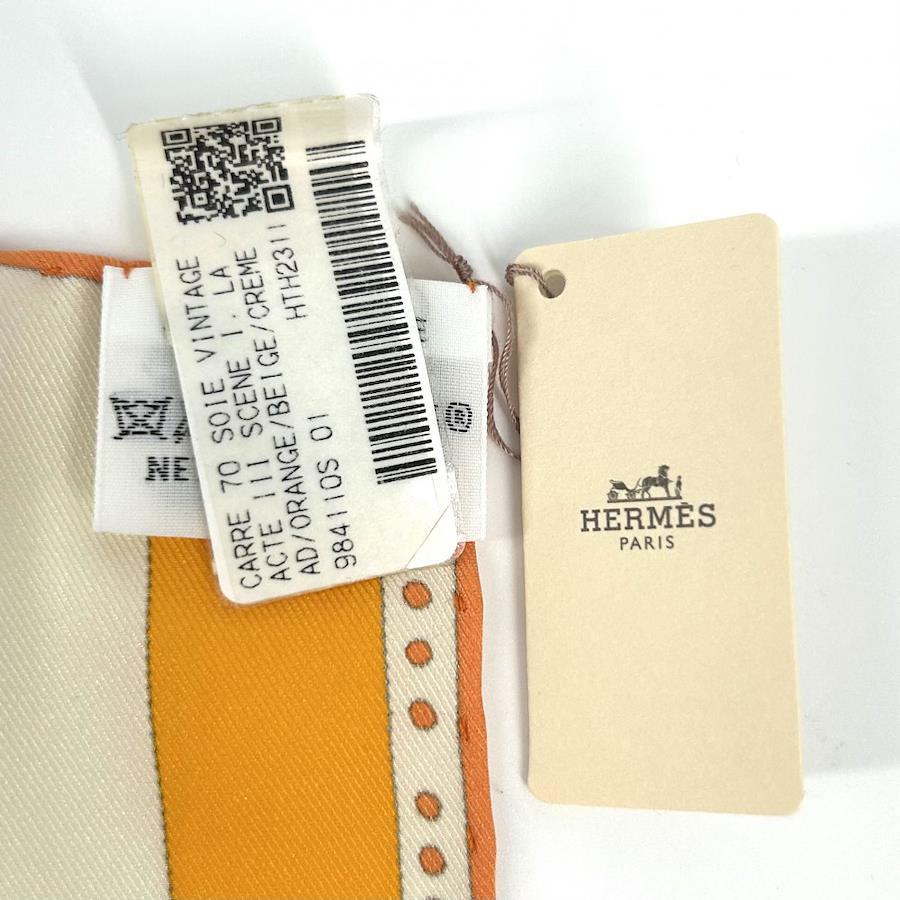 CARRE 70 SOIE VINTAGE
ACTE III SCENE I. LA
AD/ORANGE/BEIGE/CREME
HTH2311
984110S 01
NE
®
HERMÈS
PARIS